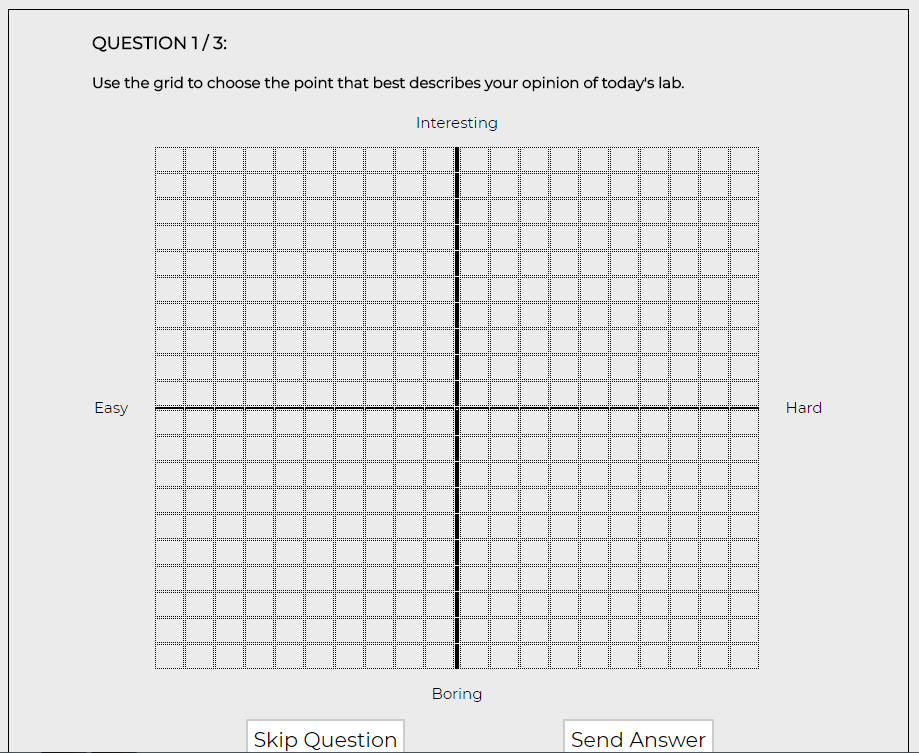 QUESTION 1 / 3:
Use the grid to choose the point that best describes your opinion of today's lab.
Interesting
Easy
Hard
Boring
Skip Question
Send Answer